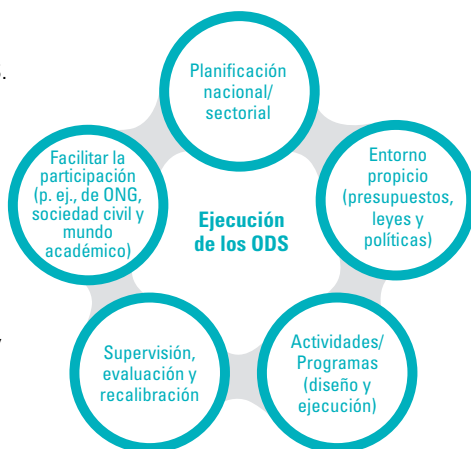 Planificación
nacional/
sectorial
Entorno
propicio
(presupuestos,
leyes y
políticas)
Actividades/
Programas
(diseño y
ejecución)
Supervisión,
evaluación y
recalibración
Facilitar la
participación
(p. ej., de ONG,
sociedad civil y
mundo
académico)
Ejecución
de los ODS